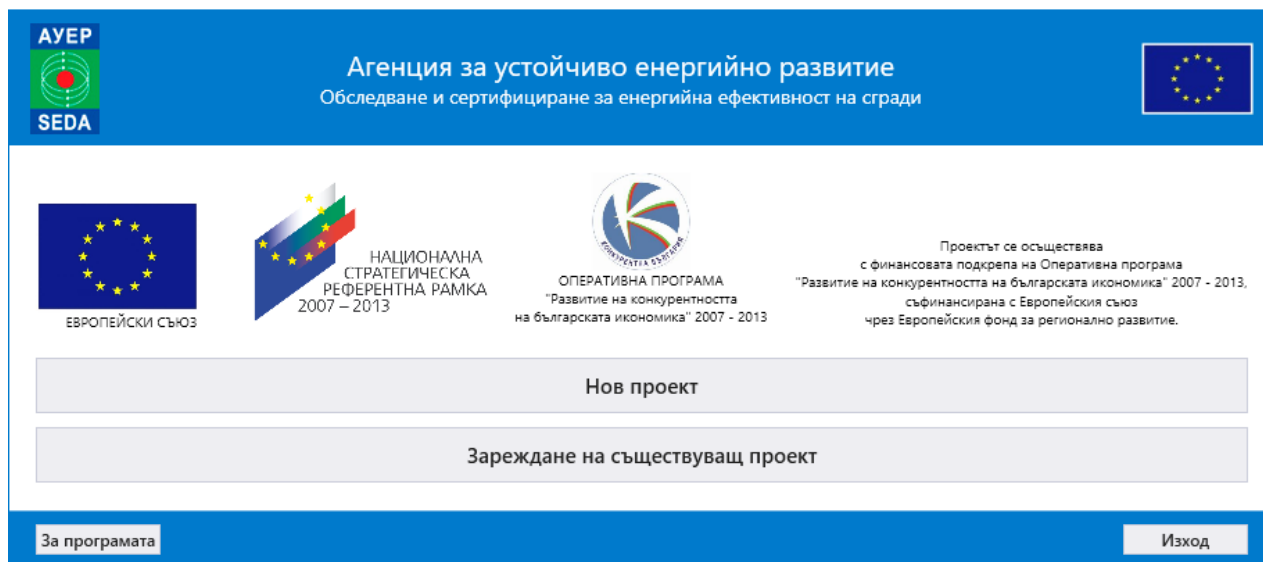 АУЕР
SEDA
Агенция за устойчиво енергийно развитие
Обследване и сертифициране за енергийна ефективност на сгради
ЕВРОПЕЙСКИ СЪЮЗ
НАЦИОНАЛНА
СТРАТЕГИЧЕСКА
РЕФЕРЕНТНА РАМКА
2007 – 2013
КОНКУРЕНТНА БЪЛГАРИЯ
ОПЕРАТИВНА ПРОГРАМА
"Развитие на конкурентността
на българската икономика" 2007 - 2013
Проектът се осъществява
с финансовата подкрепа на Оперативна програма
"Развитие на конкурентността на българската икономика" 2007 - 2013,
съфинансирана с Европейския съюз
чрез Европейския фонд за регионално развитие.
Нов проект
Зареждане на съществуващ проект
За програмата
Изход